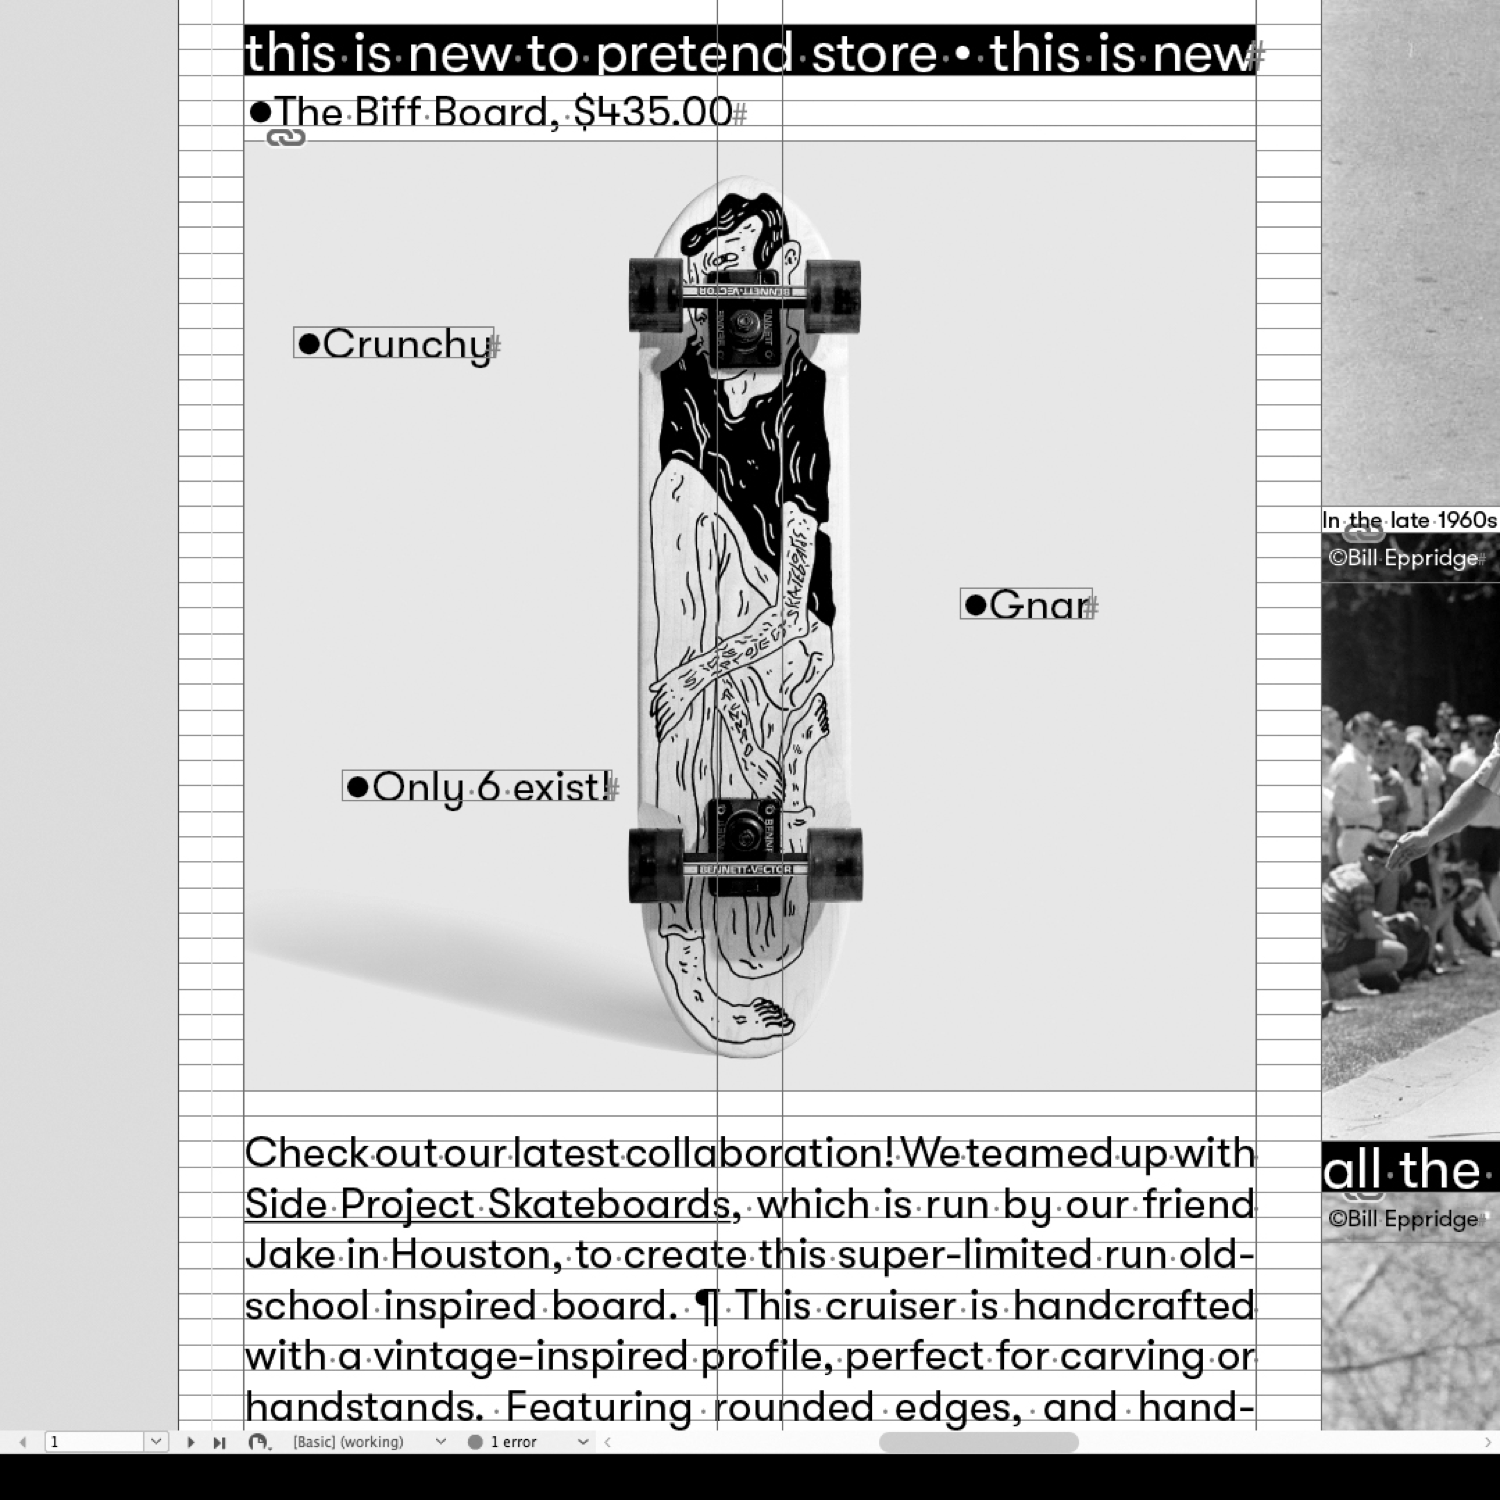 this is new to pretend store • this is new
●The Biff Board, $435.00
BENNETT-VECTOR
●Crunchy
In the late 1960s
©Bill Eppridge
SKATEBOARDS
●Gnar
●Only 6 exist!
BENNETT-VECTOR
Check out our latest collaboration! We teamed up with
Side Project Skateboards, which is run by our friend
Jake in Houston, to create this super-limited run old-
school inspired board. ¶ This cruiser is handcrafted
with a vintage-inspired profile, perfect for carving or
handstands. Featuring rounded edges, and hand-
all the
©Bill Eppridge
1
[Basic] (working)
1 error